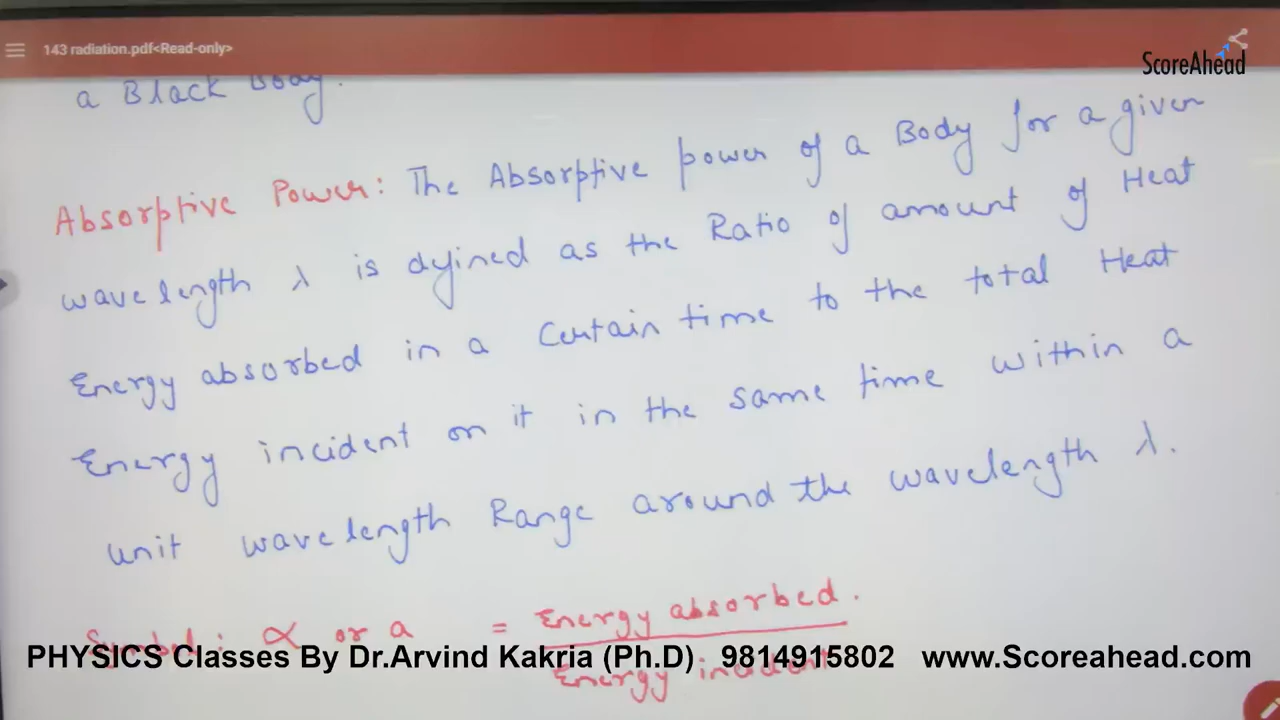 143 radiation.pdf<Read-only>
ScoreAhead
a Black Body.
Absorptive Power: The Absorptive power of a Body for a given
wavelength λ is defined as the Ratio of amount of Heat
Energy absorbed in a Certain time to the total Heat
Energy incident on it in the same time within a
unit wavelength Range around the wavelength λ.
Symbol: α or a = Energy absorbed.
Energy incident
PHYSICS Classes By Dr.Arvind Kakria (Ph.D) 9814915802 www.Scoreahead.com